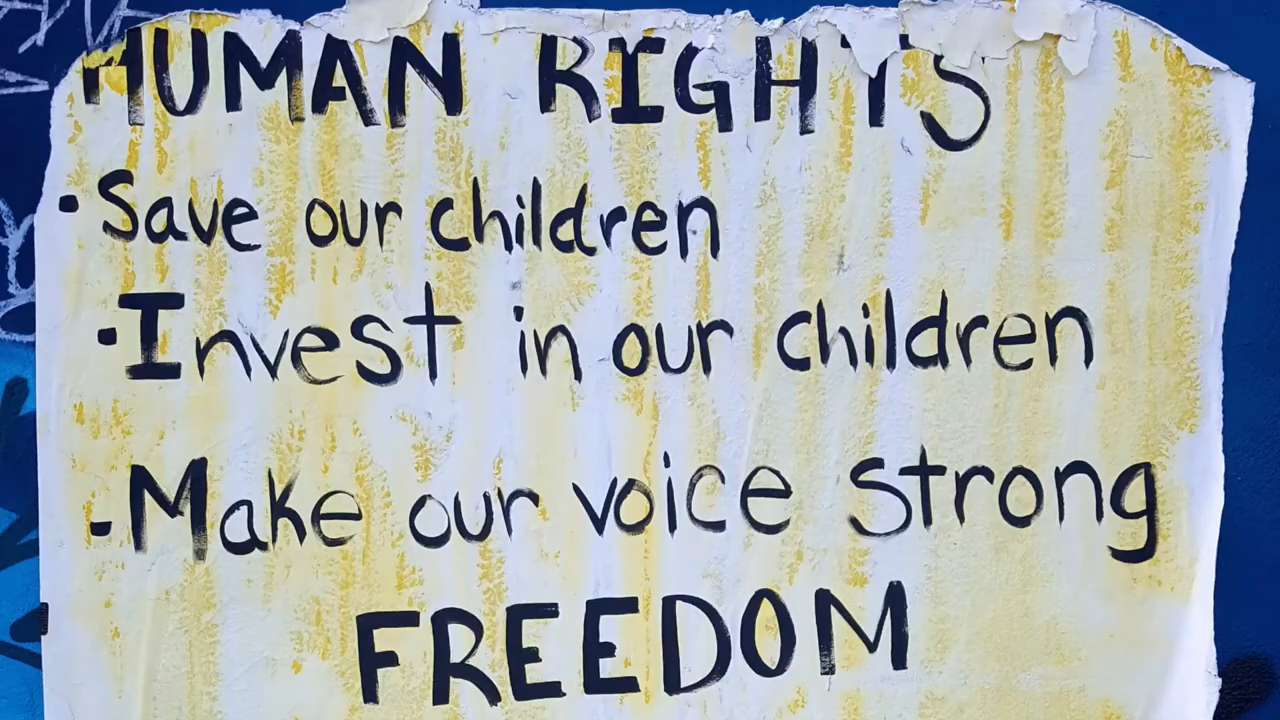 HUMAN RIGHTS
· Save our children
· Invest in our children
- Make our voice strong
FREEDOM